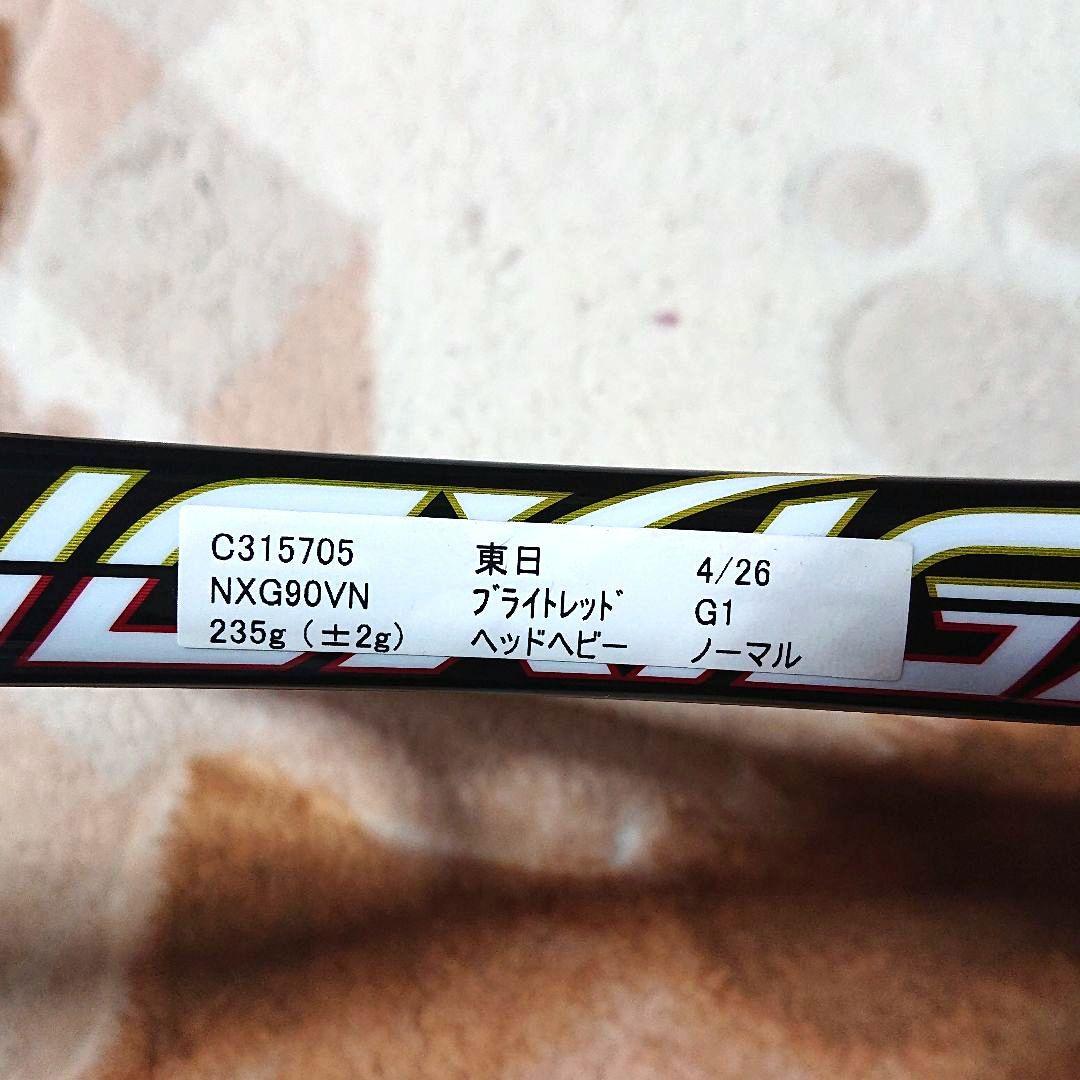 C315705 東日 4/26
NXG90VN ﾌﾞﾗｲﾄﾚｯﾄﾞ G1
235g (±2g) ヘッドヘビー ノーマル